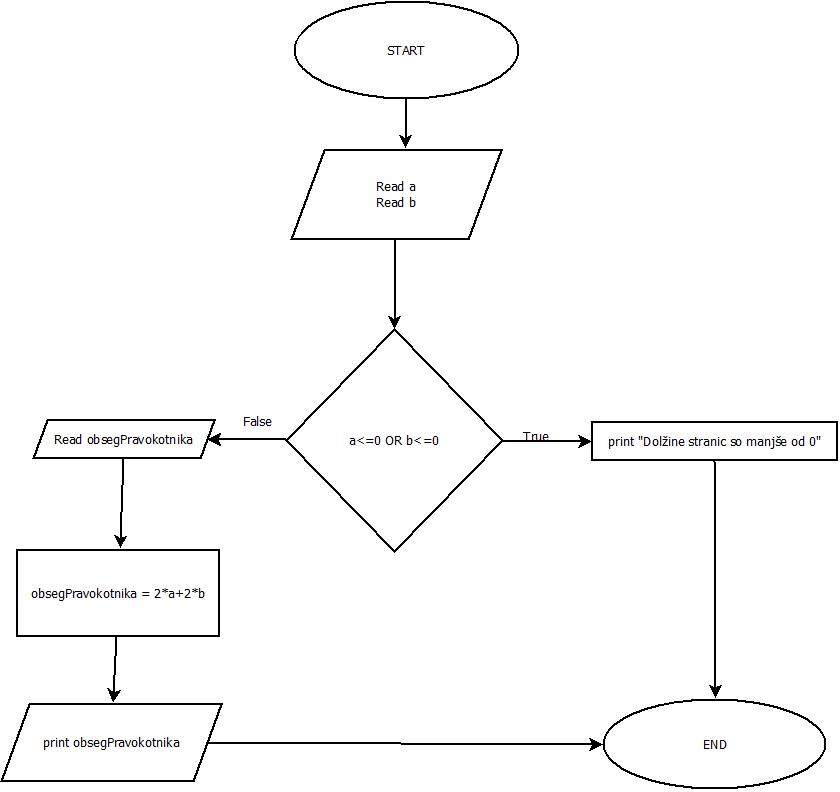 START
Read a
Read b
False
True
Read obsegPravokotnika
a<=0 OR b<=0
print "Dolžine stranic so manjše od 0"
obsegPravokotnika = 2*a+2*b
print obsegPravokotnika
END